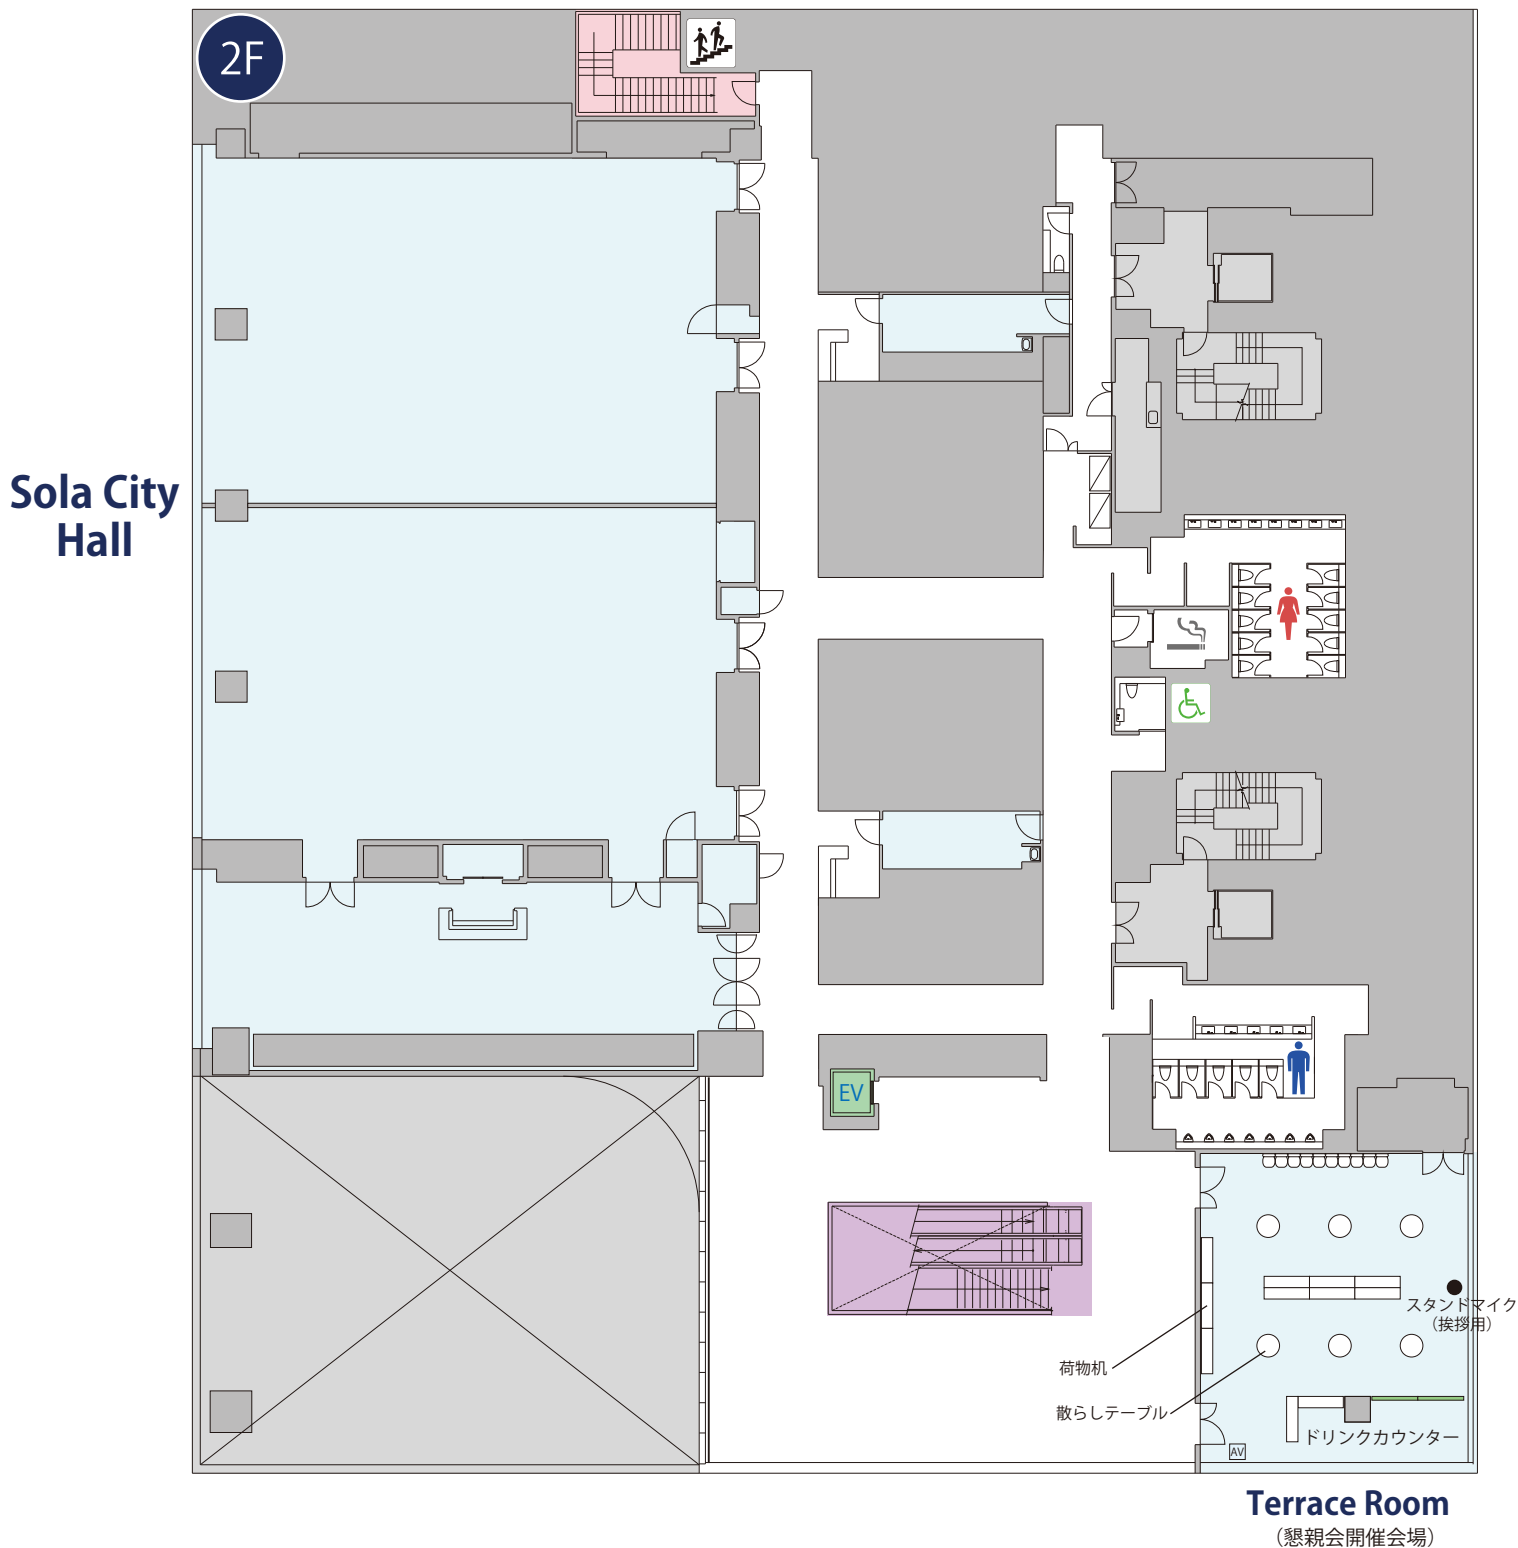 2F
Sola City
Hall
EV
スタンドマイク
（挨拶用）
荷物机
散らしテーブル
ドリンクカウンター
AV
Terrace Room
（懇親会開催会場）